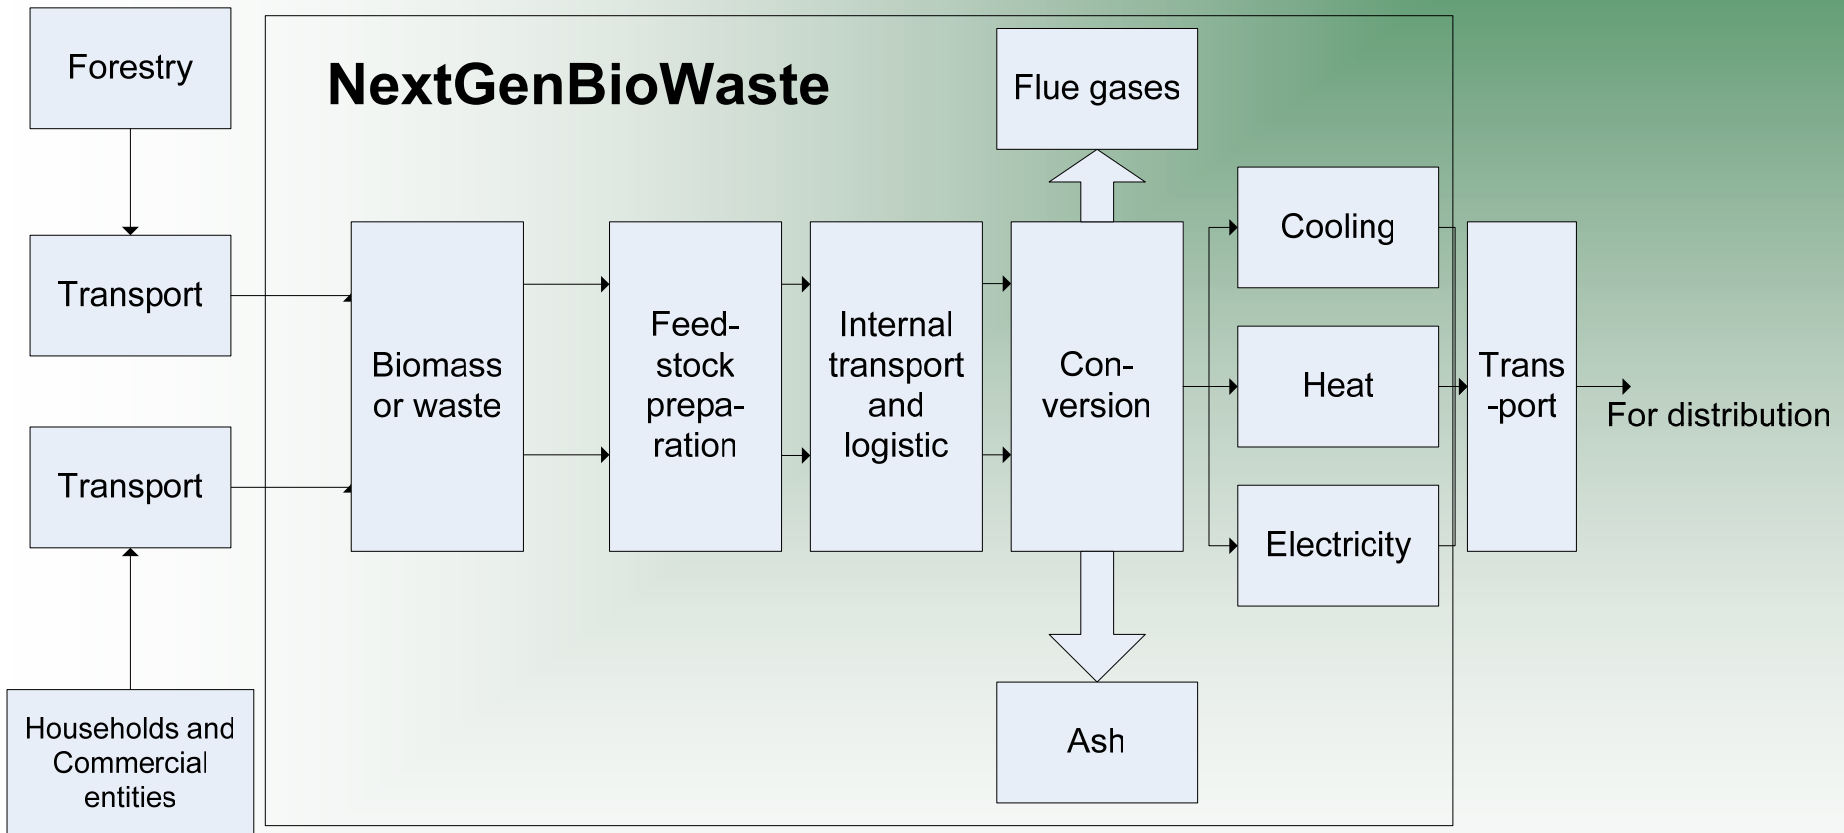 Forestry
NextGenBioWaste
Flue gases
Transport
Transport
Households and
Commercial
entities
Biomass
or waste
Feed-
stock
prepa-
ration
Internal
transport
and
logistic
Con-
version
Cooling
Heat
Electricity
Ash
Trans
-port
For distribution